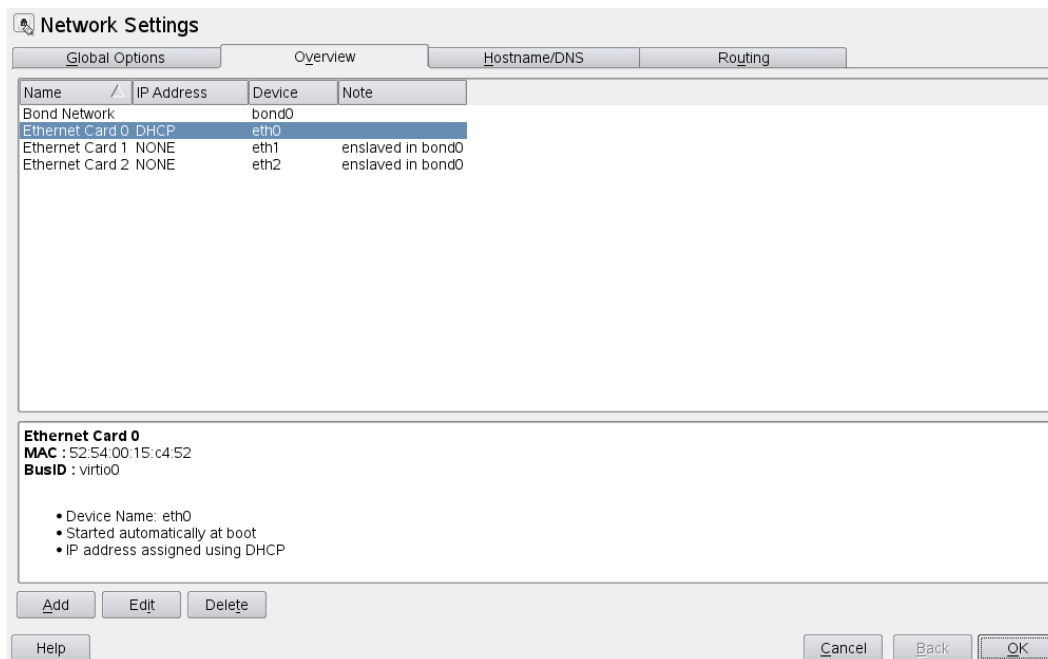 Network Settings
Global Options Overview Hostname/DNS Routing
Name IP Address Device Note
Bond Network bond0
Ethernet Card 0 DHCP eth0
Ethernet Card 1 NONE eth1 enslaved in bond0
Ethernet Card 2 NONE eth2 enslaved in bond0
Ethernet Card 0
MAC : 52:54:00:15:c4:52
BusID : virtio0
• Device Name: eth0
• Started automatically at boot
• IP address assigned using DHCP
Add Edit Delete
Help Cancel Back OK